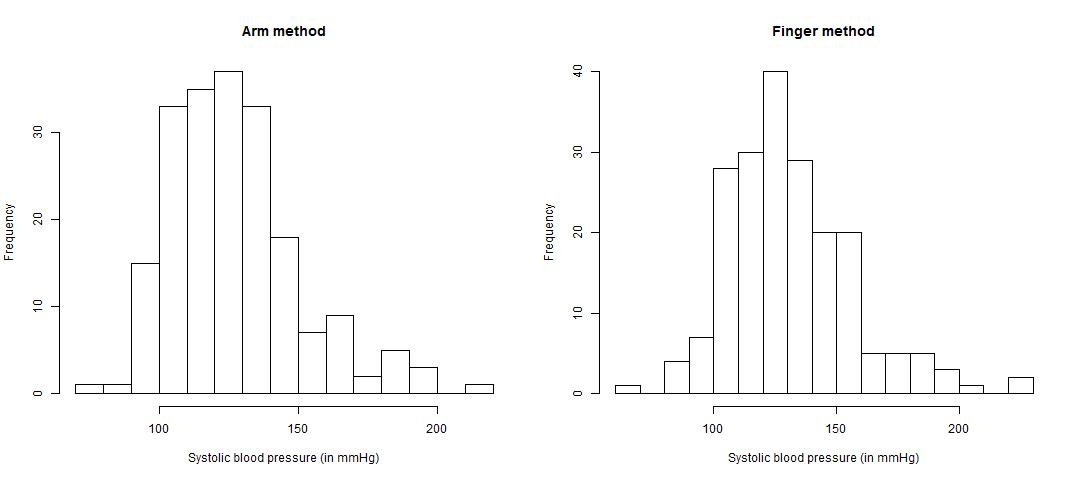 Arm method
Frequency
0
10
20
30
100
150
200
Systolic blood pressure (in mmHg)
Finger method
Frequency
0
10
20
30
40
100
150
200
Systolic blood pressure (in mmHg)